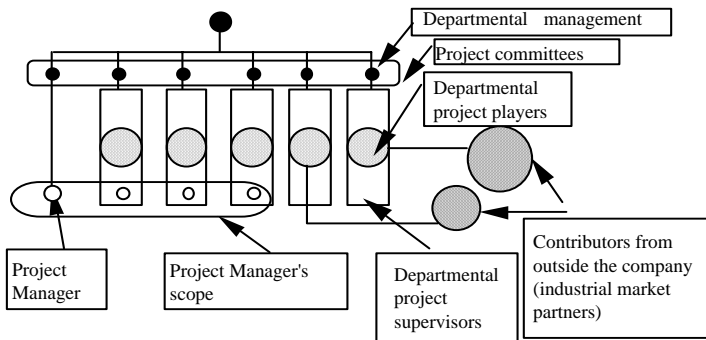 Departmental management
Project committees
Departmental
project players
Project
Manager
Project Manager's
scope
Departmental
project
supervisors
Contributors from
outside the company
(industrial market
partners)